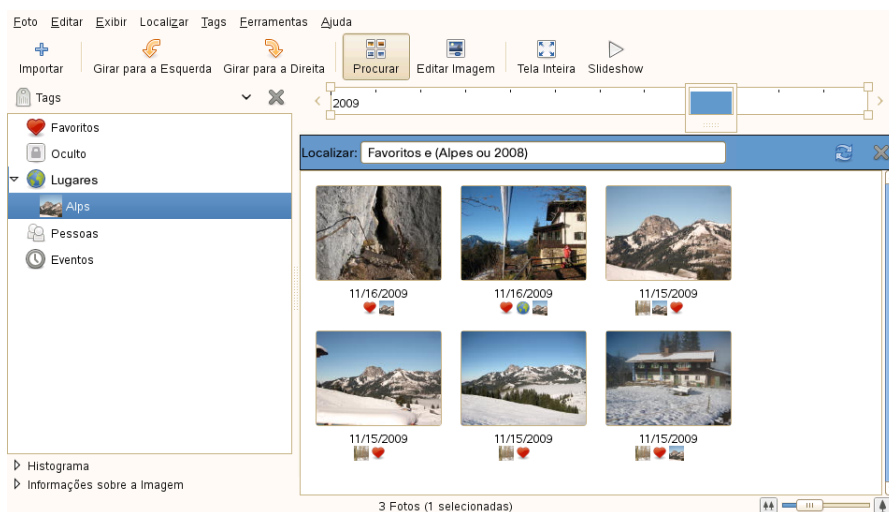 Foto Editar Exibir Localizar Tags Ferramentas Ajuda
Importar Girar para a Esquerda Girar para a Direita Procurar Editar Imagem Tela Inteira Slideshow
Tags
2009
Favoritos
Oculto
Lugares
Alps
Pessoas
Eventos
Localizar: Favoritos e (Alpes ou 2008)
11/16/2009 11/16/2009 11/15/2009
11/15/2009 11/15/2009 11/15/2009
Histograma
Informações sobre a Imagem
3 Fotos (1 selecionadas)